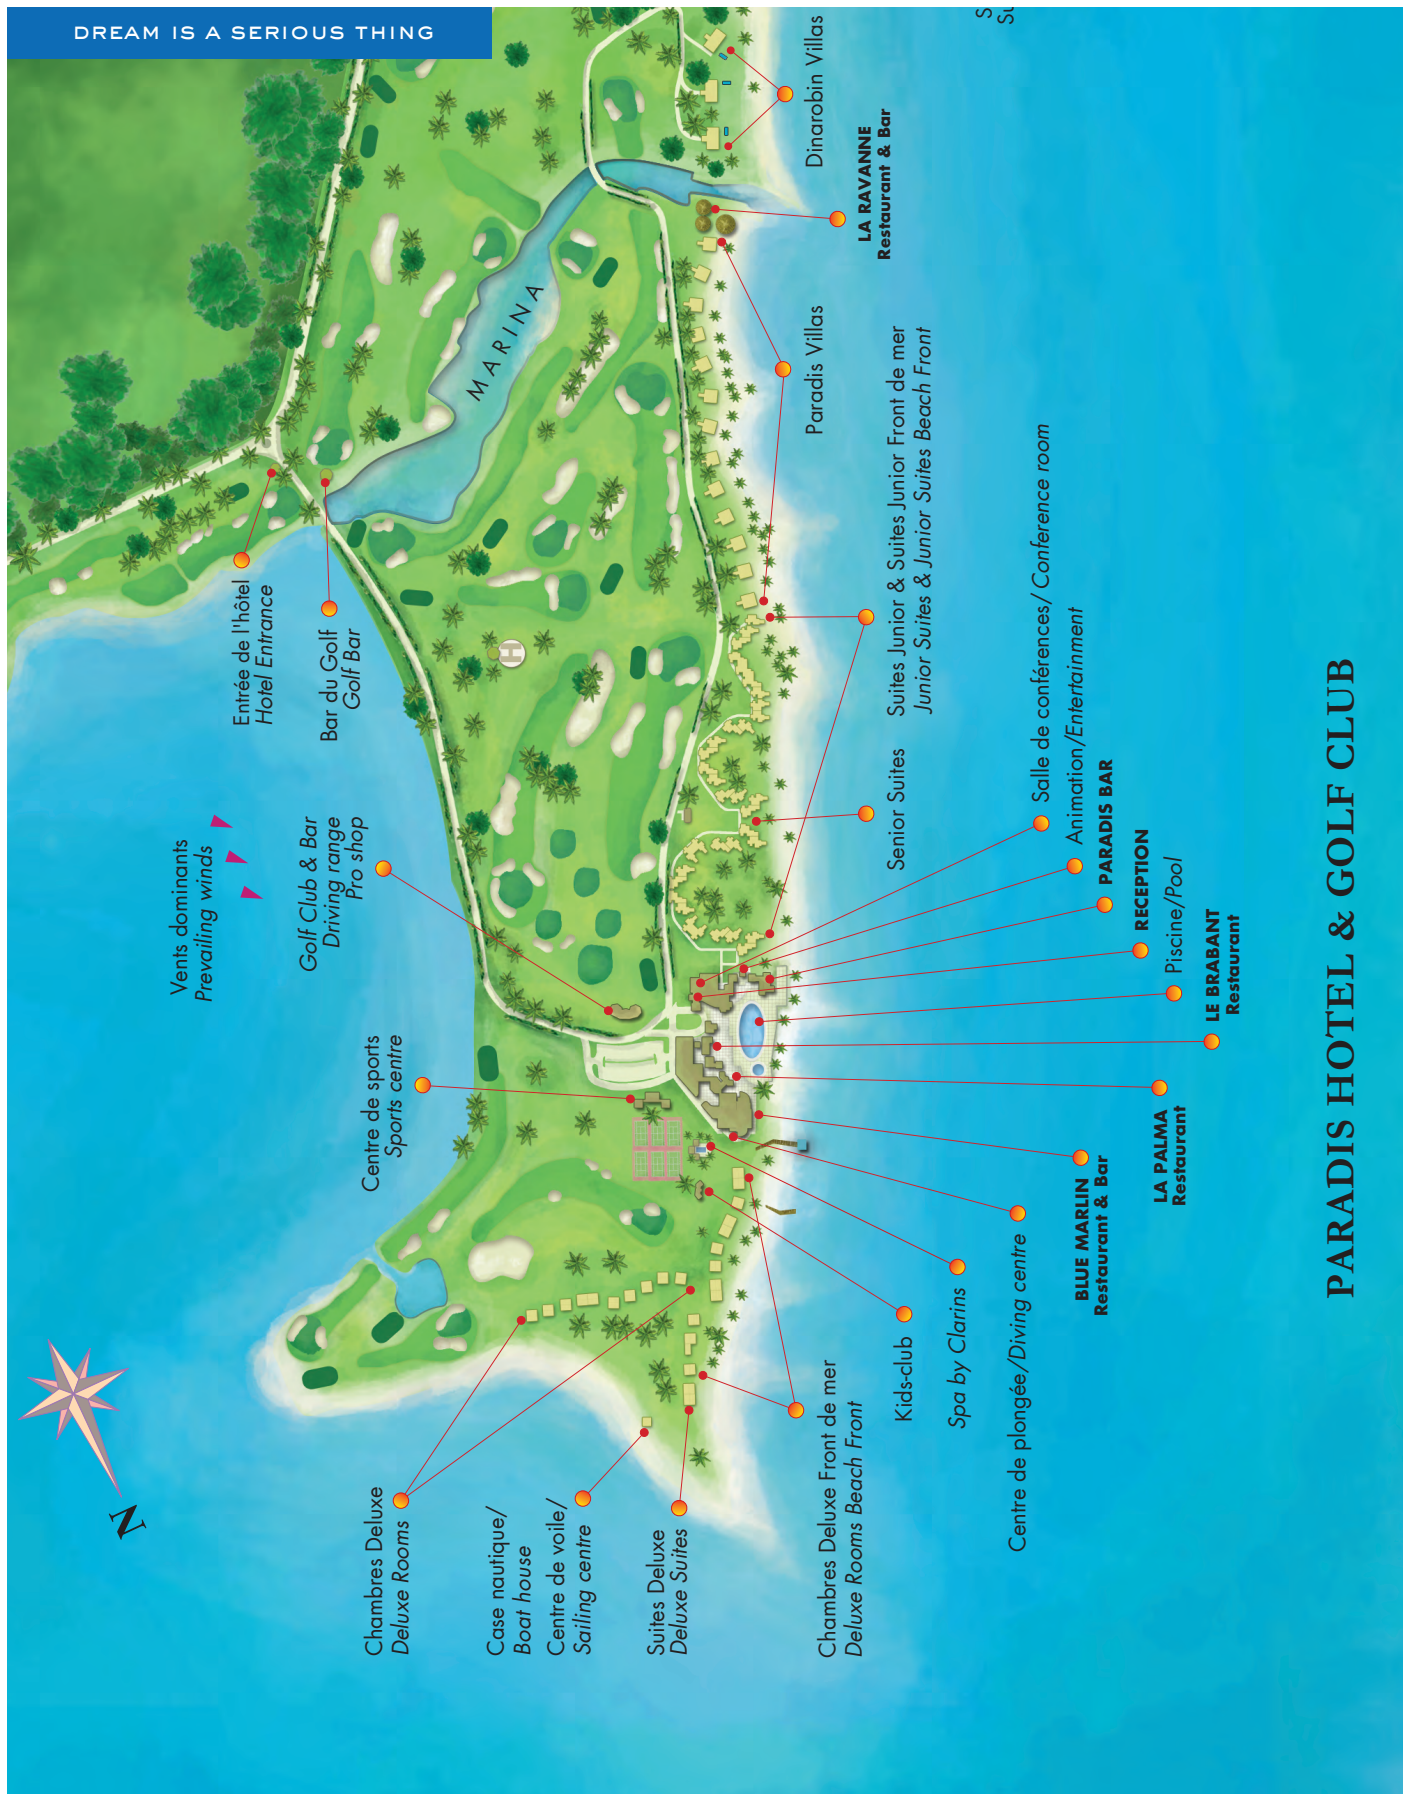 DREAM IS A SERIOUS THING
Chambres Deluxe
Deluxe Rooms
Case nautique/
Boat house
Centre de voile/
Sailing centre
Suites Deluxe
Deluxe Suites
Chambres Deluxe Front de mer
Deluxe Rooms Beach Front
N
Centre de sports
Sports centre
Vents dominants
Prevailing winds
Golf Club & Bar
Driving range
Pro shop
Entrée de l'hôtel
Hotel Entrance
Bar du Golf
Golf Bar
MARINA
H
Kids-club
Spa by Clarins
Centre de plongée/Diving centre
BLUE MARLIN
Restaurant & Bar
LA PALMA
Restaurant
LE BRABANT
Restaurant
Piscine/Pool
RECEPTION
PARADIS BAR
Animation/Entertainment
Salle de conférences/ Conference room
Senior Suites
Suites Junior & Suites Junior Front de mer
Junior Suites & Junior Suites Beach Front
Paradis Villas
LA RAVANNE
Restaurant & Bar
Dinarobin Villas
PARADIS HOTEL & GOLF CLUB